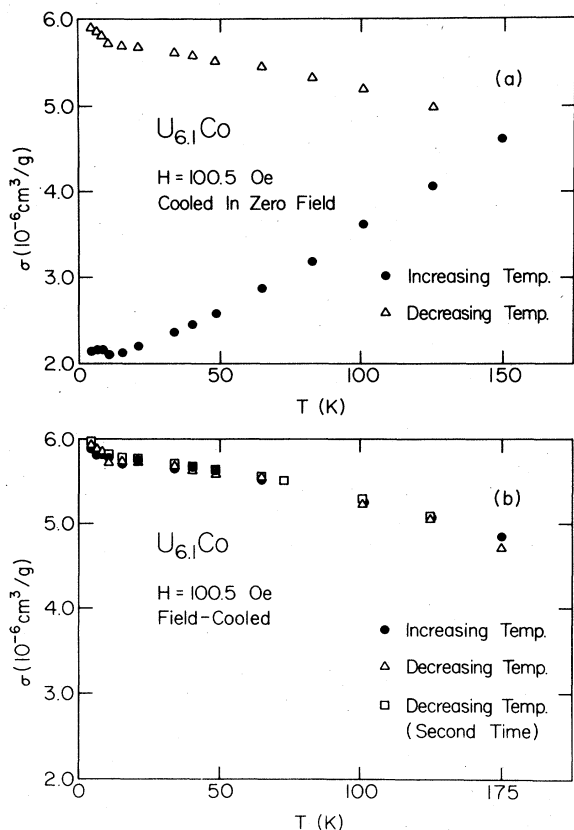 6.0
(a)
5.0
U6.1Co
H = 100.5 Oe
Cooled In Zero Field
4.0
σ (10⁻⁶cm³/g)
3.0
● Increasing Temp.
△ Decreasing Temp.
2.0
0 50 100 150
T (K)
6.0
(b)
5.0
U6.1Co
H = 100.5 Oe
Field-Cooled
4.0
σ (10⁻⁶cm³/g)
● Increasing Temp.
△ Decreasing Temp.
3.0
□ Decreasing Temp.
(Second Time)
2.0
0 50 100 175
T (K)